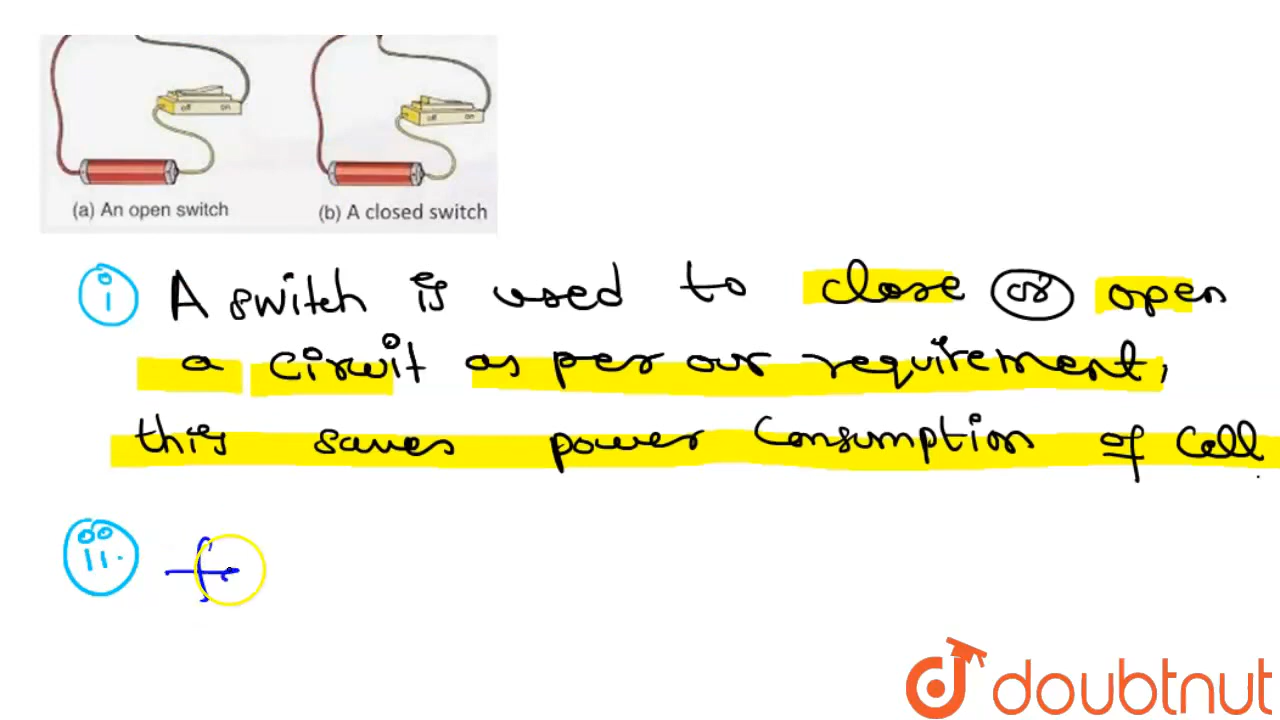 off on
off on
(a) An open switch
(b) A closed switch
i A switch is used to close or open
a circuit as per our requirement,
this saves power consumption of cell.
ii.
doubtnut